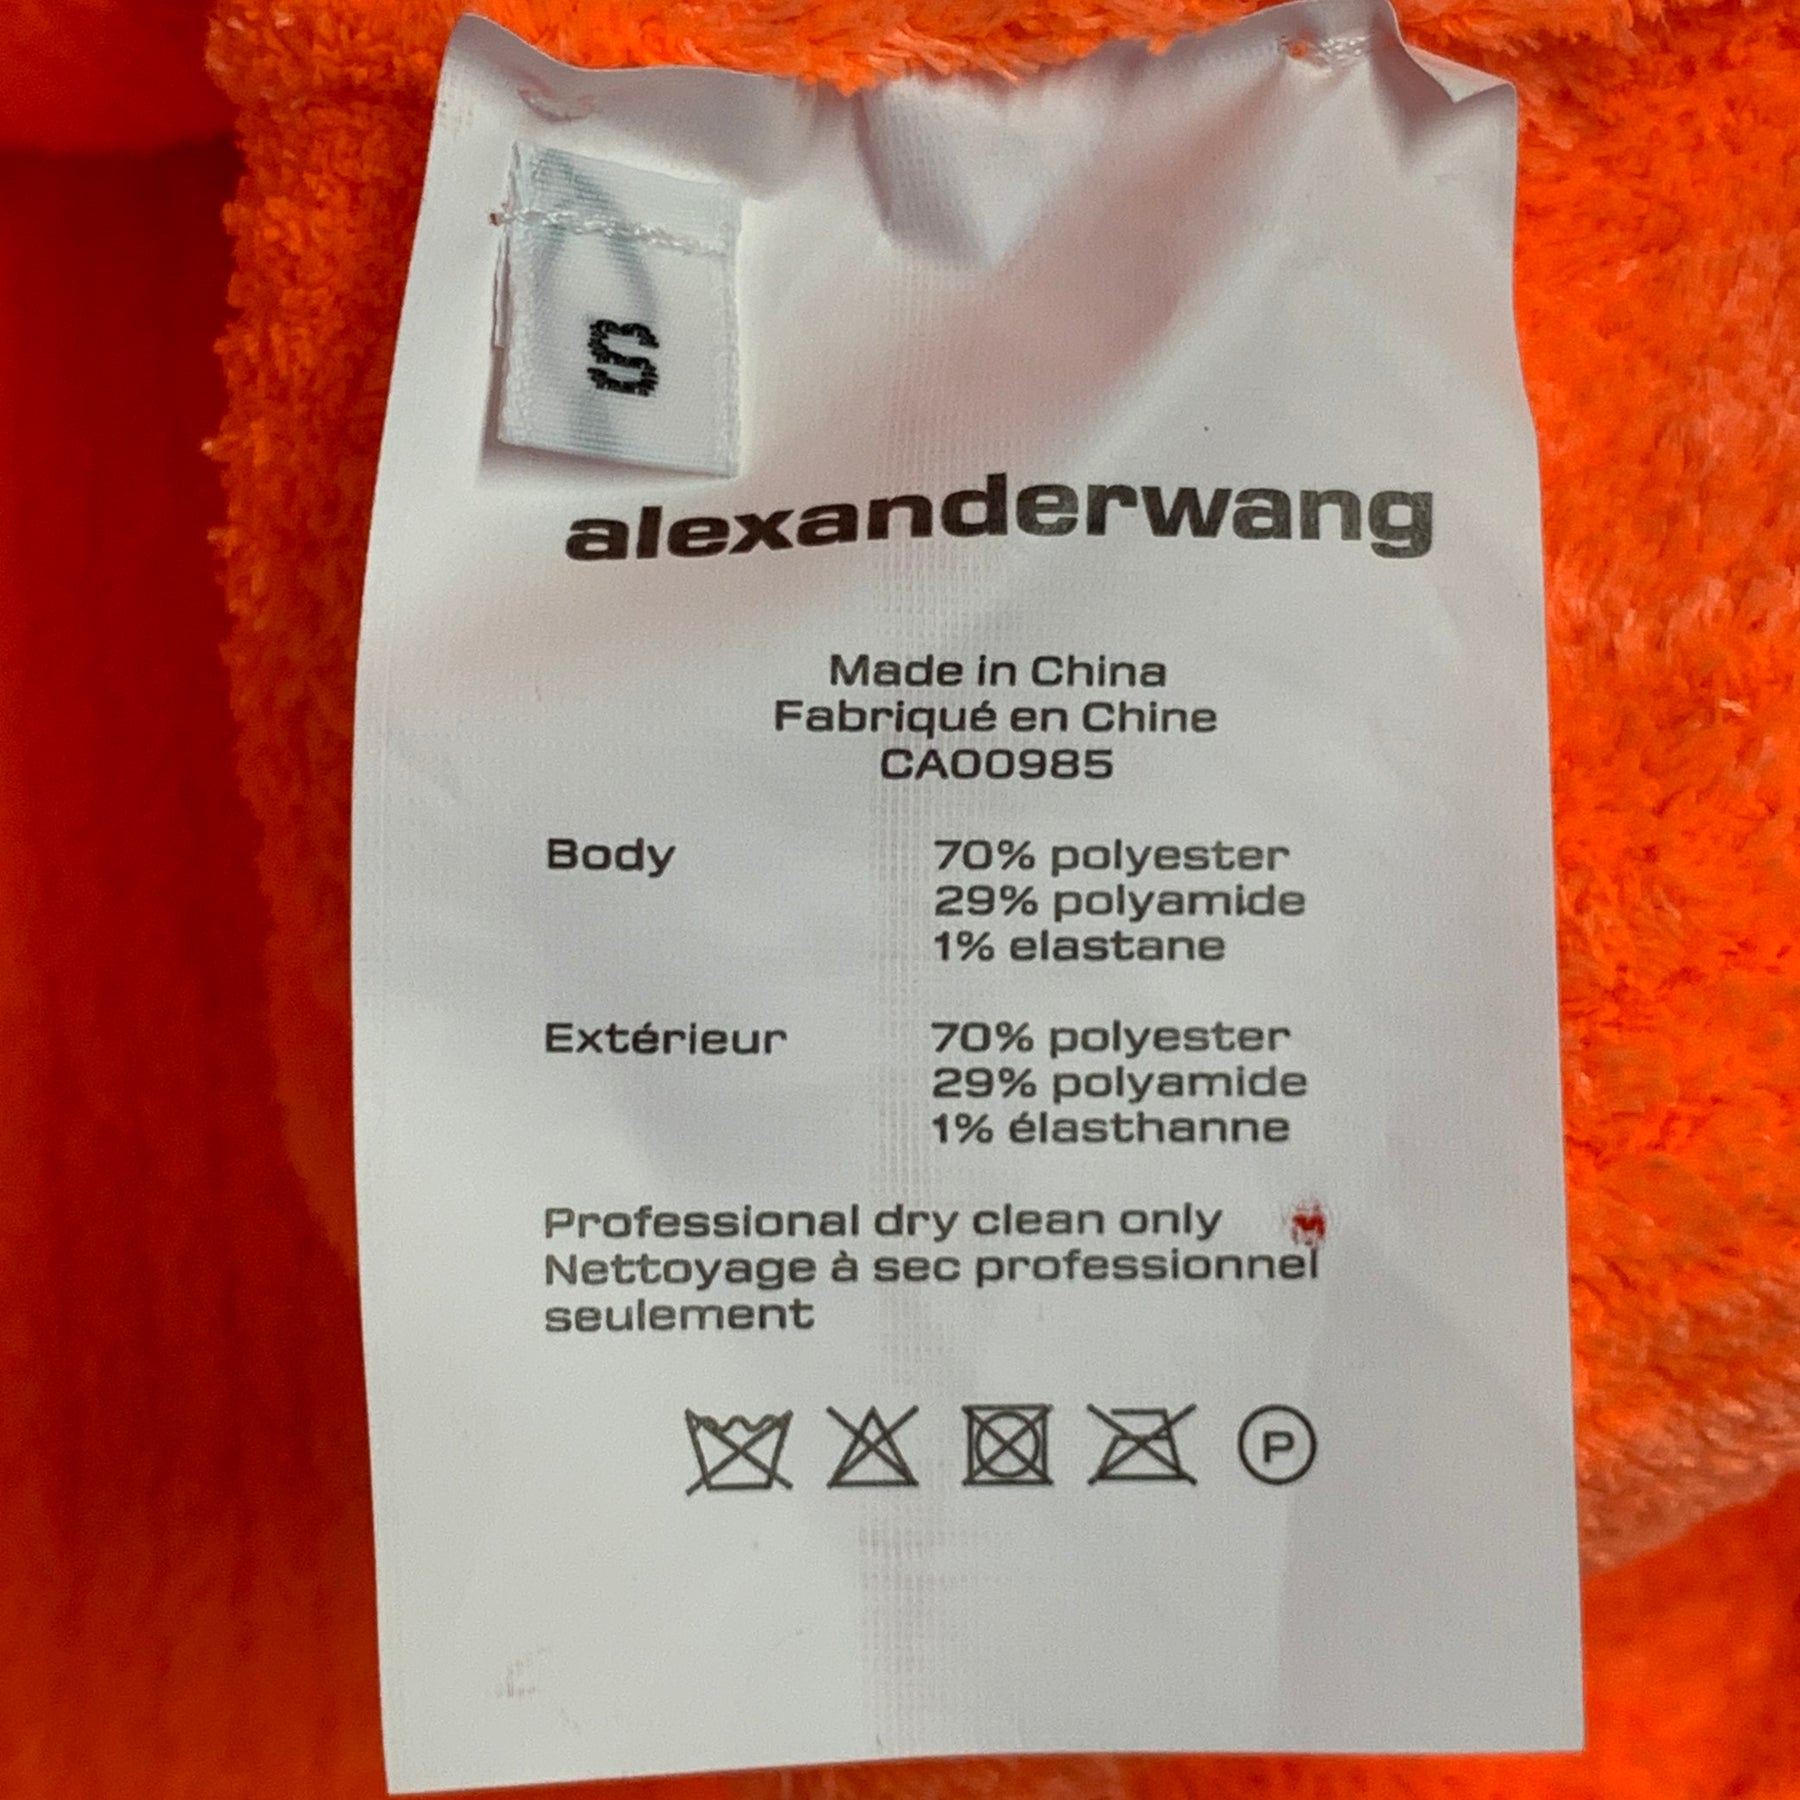 S
alexanderwang
Made in China
Fabriqué en Chine
CA00985
Body 70% polyester
29% polyamide
1% elastane
Extérieur 70% polyester
29% polyamide
1% élasthanne
Professional dry clean only
Nettoyage à sec professionnel
seulement
P